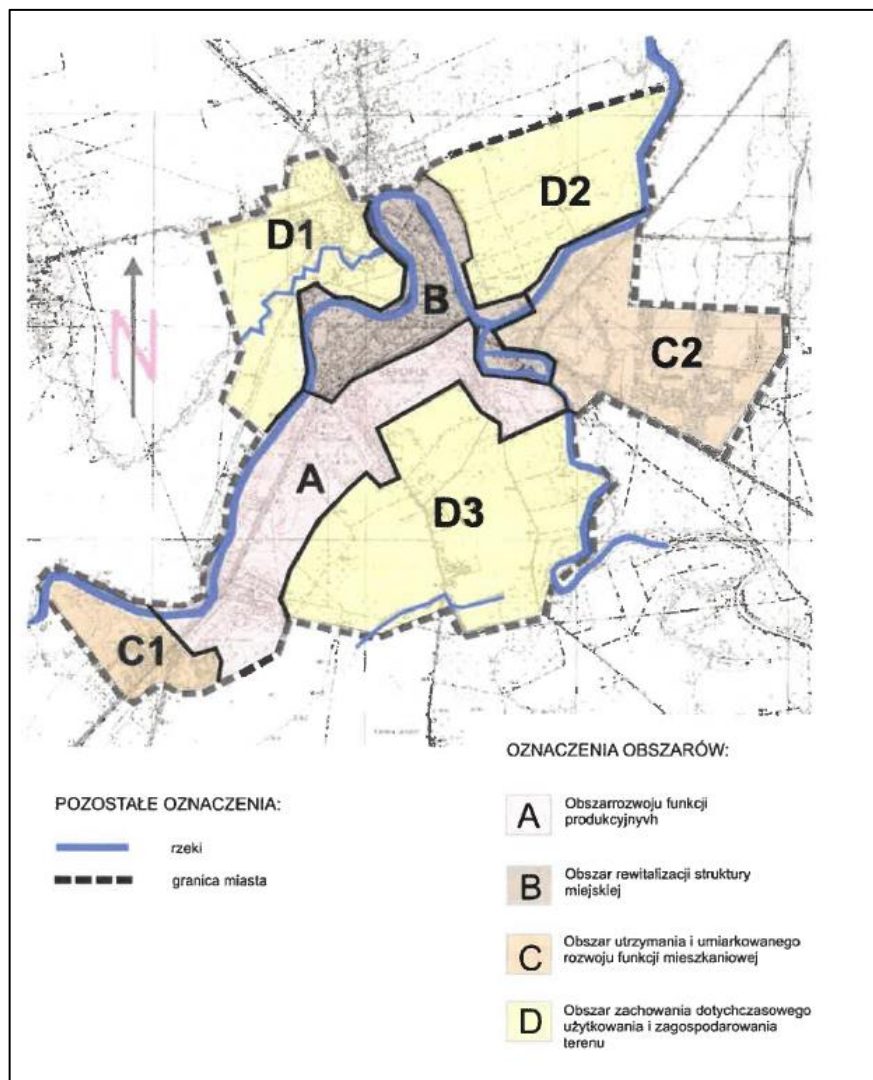 D1
D2
N
B
C2
A
D3
C1
OZNACZENIA OBSZARÓW:
POZOSTAŁE OZNACZENIA:
rzeki
granica miasta
A
Obszarrozwoju funkcji
produkcyjnyvh
B
Obszar rewitalizacji struktury
miejskiej
C
Obszar utrzymania i umiarkowanego
rozwoju funkcji mieszkaniowej
D
Obszar zachowania dotychczasowego
użytkowania i zagospodarowania
terenu